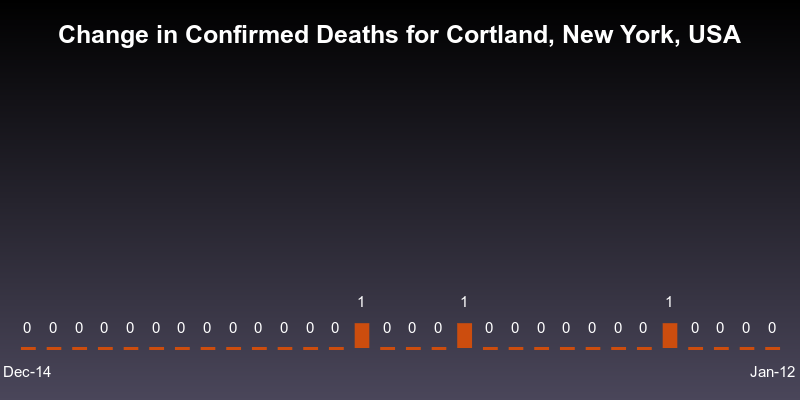 Change in Confirmed Deaths for Cortland, New York, USA
1 1 1
0 0 0 0 0 0 0 0 0 0 0 0 0 0 0 0 0 0 0 0 0 0 0 0 0 0 0
Dec-14 Jan-12